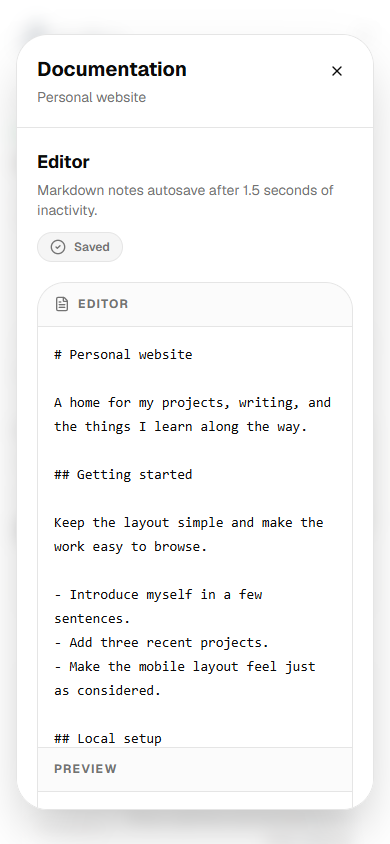 Documentation
Personal website
Editor
Markdown notes autosave after 1.5 seconds of
inactivity.
Saved
EDITOR
# Personal website
A home for my projects, writing, and
the things I learn along the way.
## Getting started
Keep the layout simple and make the
work easy to browse.
- Introduce myself in a few
sentences.
- Add three recent projects.
- Make the mobile layout feel just
as considered.
## Local setup
PREVIEW